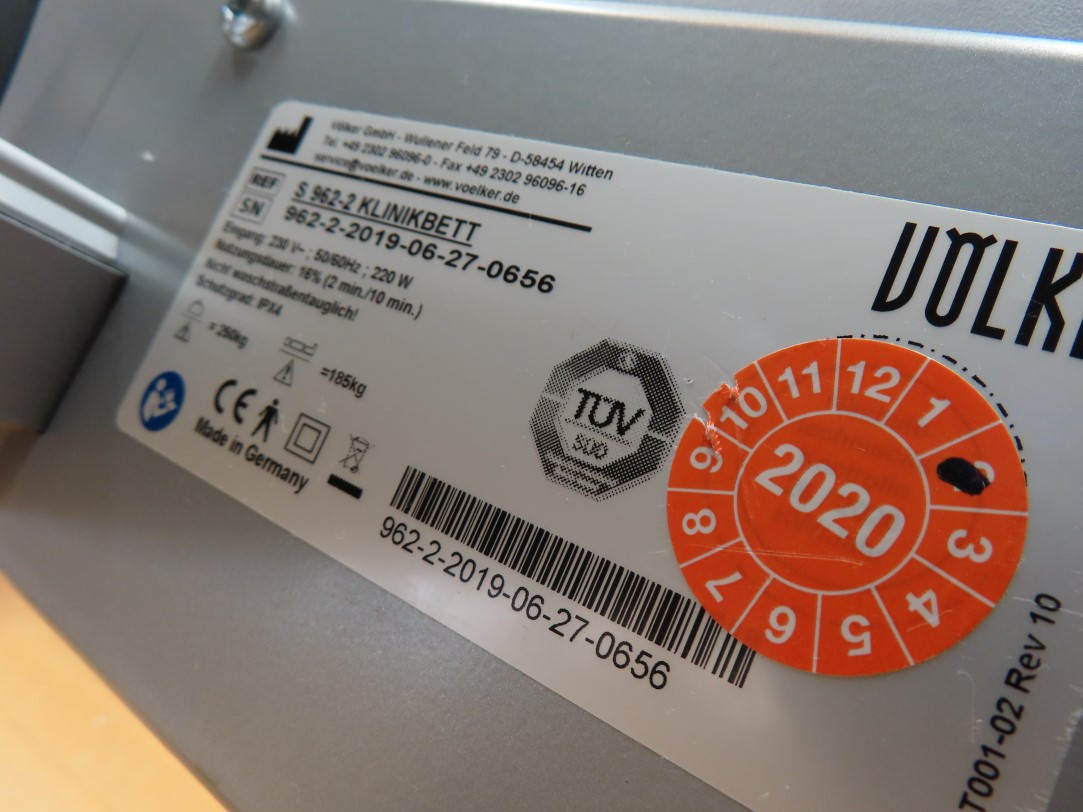 Völker GmbH - Wullener Feld 79 - D-58454 Witten
Tel. +49 2302 96096-0 - Fax +49 2302 96096-16
service@voelker.de - www.voelker.de
REF S 962-2 KLINIKBETT
SN 962-2-2019-06-27-0656
Eingang: 230 V~ ; 50/60Hz ; 220 W
Nutzungsdauer: 16% (2 min./10 min.)
Nicht waschstraßentauglich!
Schutzgrad: IPX4
= 250kg
=185kg
CE
Made in Germany
TÜV
962-2-2019-06-27-0656
VÖLK
2020
1
3
4
5
6
7
8
9
10
11
12
T001-02 Rev 10